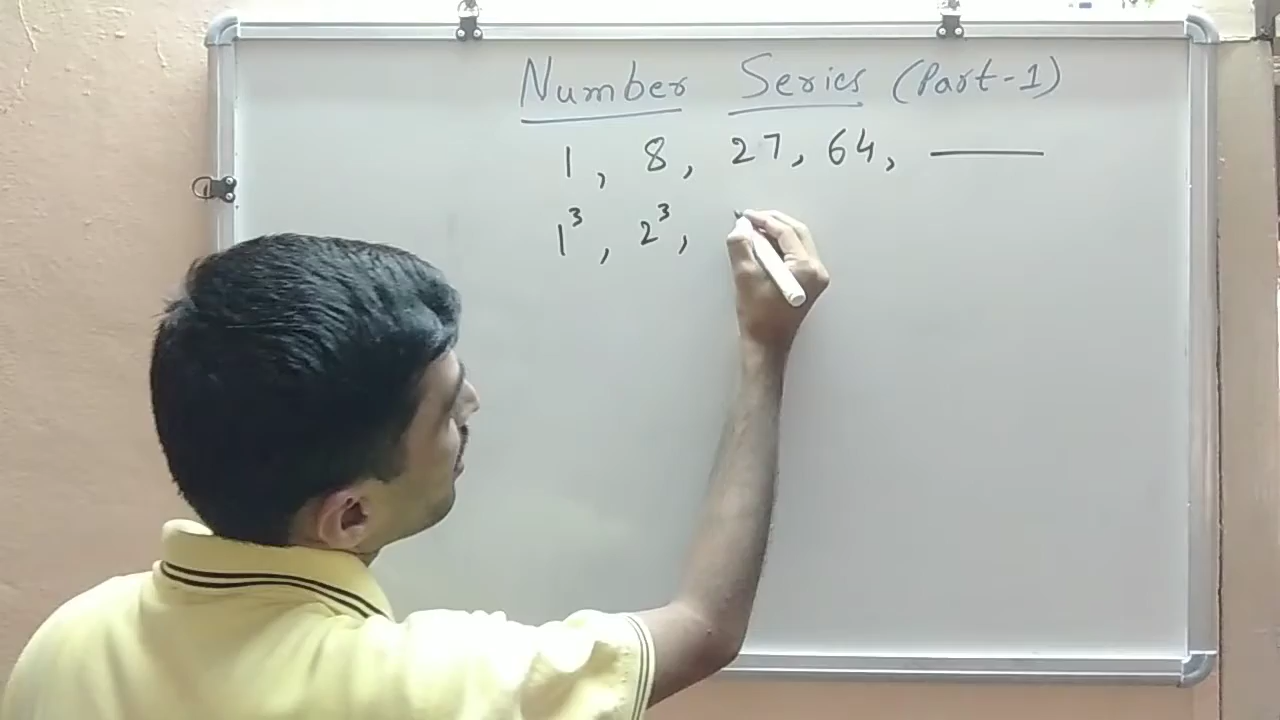 Number Series (Part-1)
1, 8, 27, 64, ____
1³, 2³,